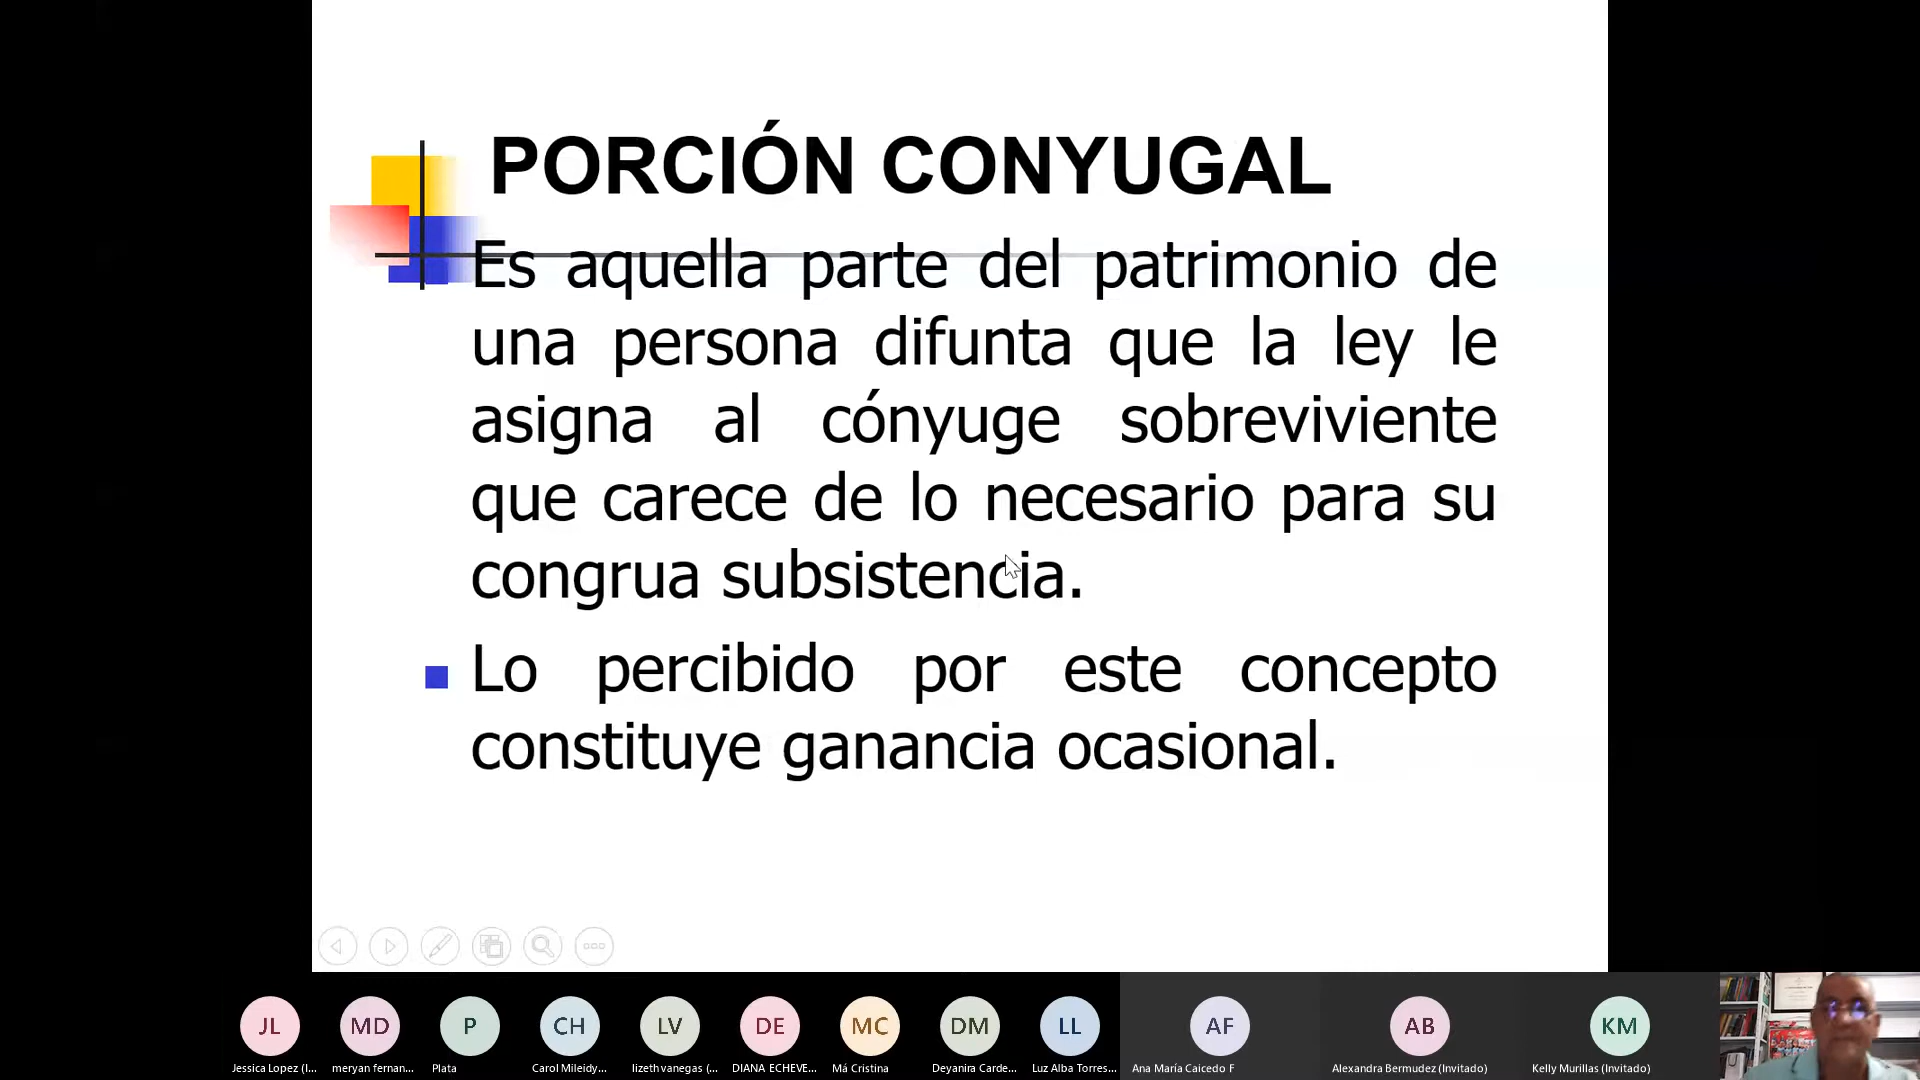 PORCIÓN CONYUGAL
Es aquella parte del patrimonio de
una persona difunta que la ley le
asigna al cónyuge sobreviviente
que carece de lo necesario para su
congrua subsistencia.
Lo percibido por este concepto
constituye ganancia ocasional.
JL MD P CH LV DE MC DM LL AF AB KM
Jessica Lopez (I... meryan fernan... Plata Carol Mileidy... lizeth vanegas (... DIANA ECHEVE... Má Cristina Deyanira Carde... Luz Alba Torres... Ana María Caicedo F Alexandra Bermudez (Invitado) Kelly Murillas (Invitado)